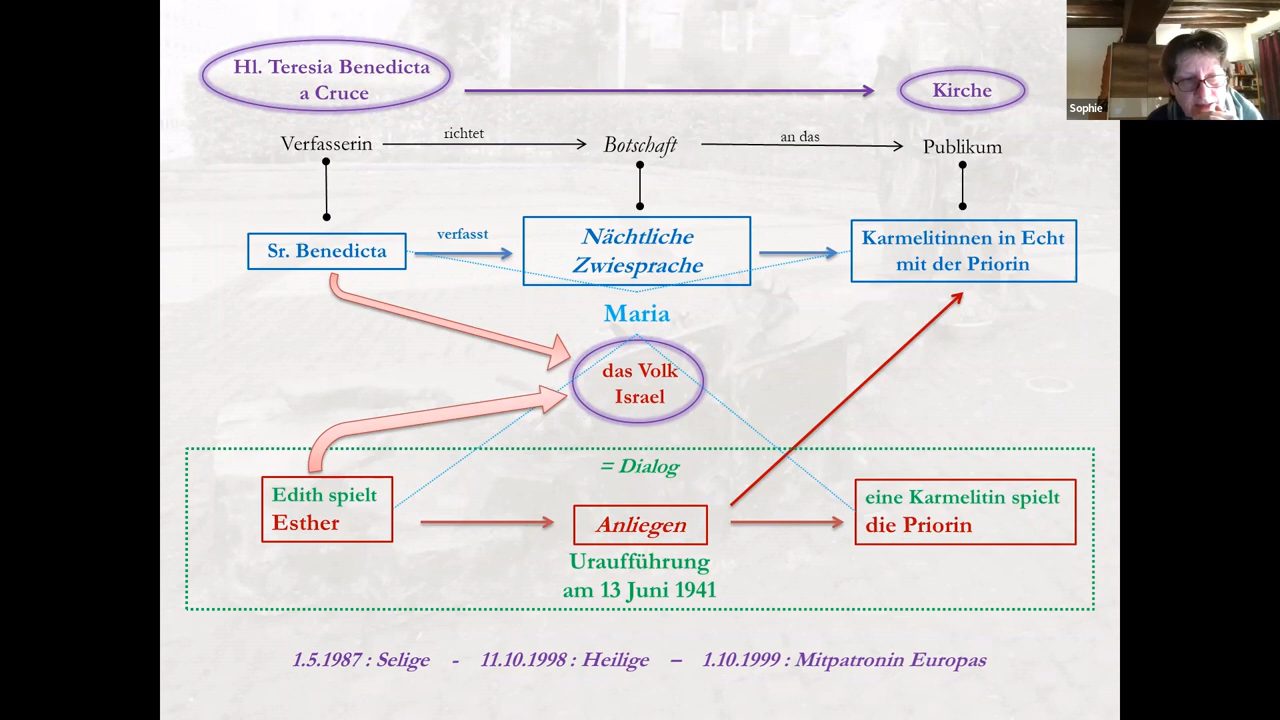 Hl. Teresia Benedicta
a Cruce
Kirche
Sophie
Verfasserin
richtet
Botschaft
an das
Publikum
Sr. Benedicta
verfasst
Nächtliche
Zwiesprache
Karmelitinnen in Echt
mit der Priorin
Maria
das Volk
Israel
= Dialog
Edith spielt
Esther
Anliegen
eine Karmelitin spielt
die Priorin
Uraufführung
am 13 Juni 1941
1.5.1987 : Selige - 11.10.1998 : Heilige – 1.10.1999 : Mitpatronin Europas